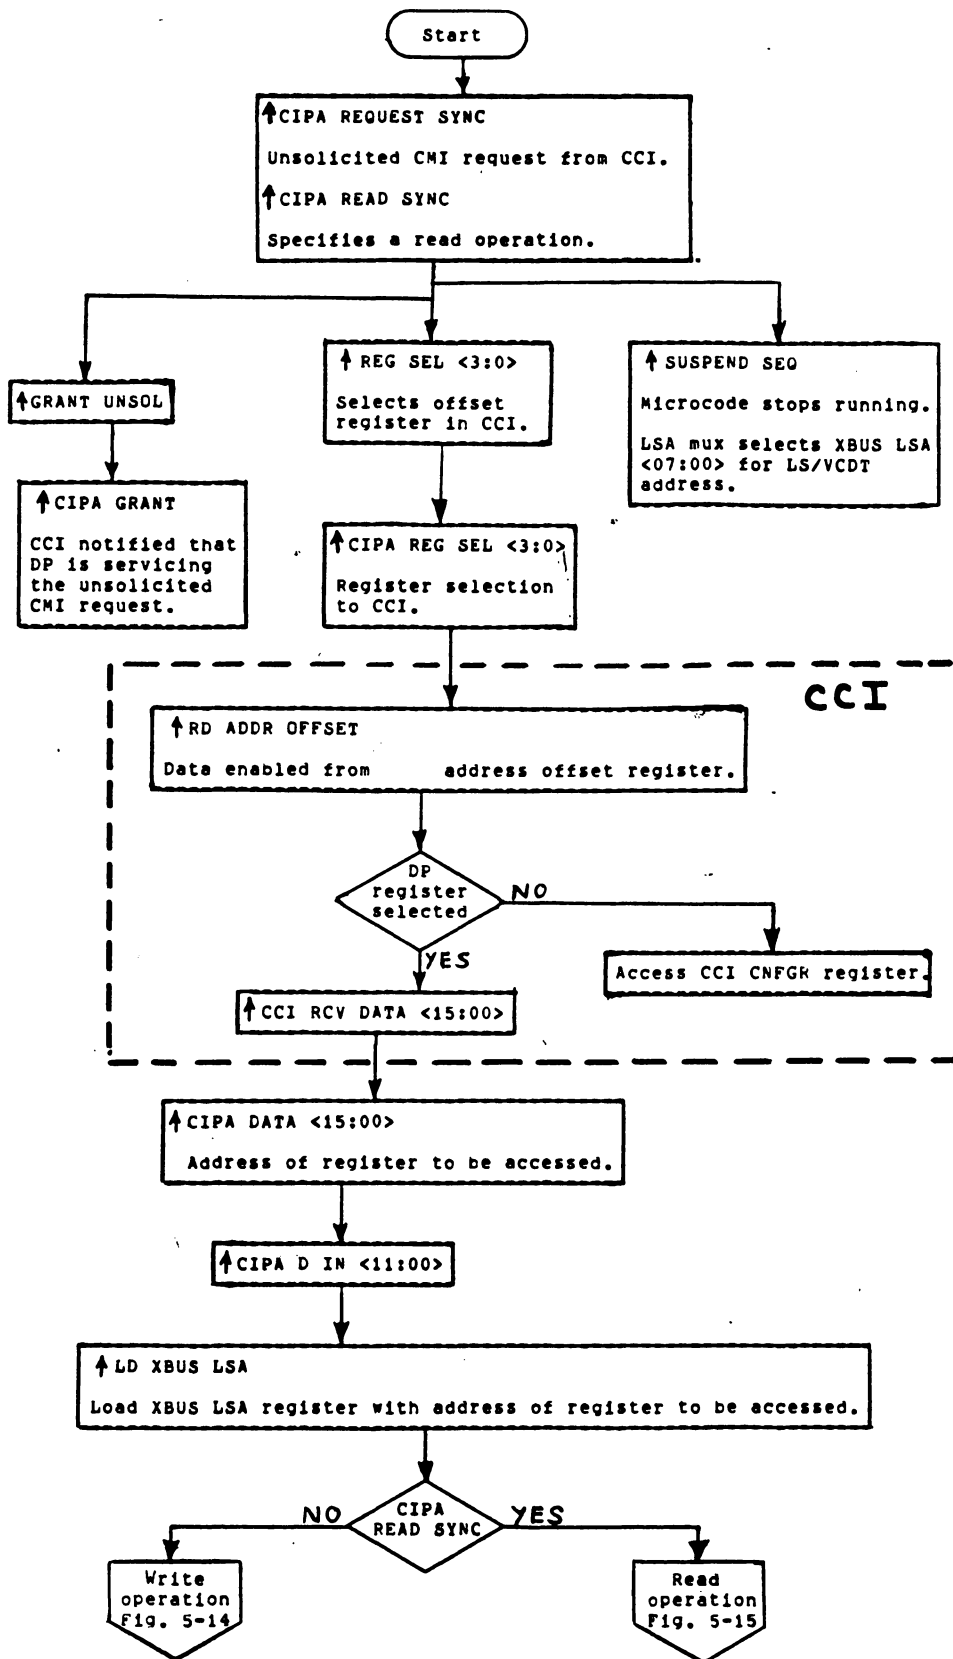 Start
↑CIPA REQUEST SYNC
Unsolicited CMI request from CCI.
↑CIPA READ SYNC
Specifies a read operation.
↑GRANT UNSOL
↑CIPA GRANT
CCI notified that
DP is servicing
the unsolicited
CMI request.
↑REG SEL <3:0>
Selects offset
register in CCI.
↑CIPA REG SEL <3:0>
Register selection
to CCI.
↑SUSPEND SEQ
Microcode stops running.
LSA mux selects XBUS LSA
<07:00> for LS/VCDT
address.
CCI
↑RD ADDR OFFSET
Data enabled from address offset register.
DP
register
selected
NO
YES
Access CCI CNFGR register.
↑CCI RCV DATA <15:00>
↑CIPA DATA <15:00>
Address of register to be accessed.
↑CIPA D IN <11:00>
↑LD XBUS LSA
Load XBUS LSA register with address of register to be accessed.
CIPA
READ SYNC
NO
YES
Write
operation
Fig. 5-14
Read
operation
Fig. 5-15